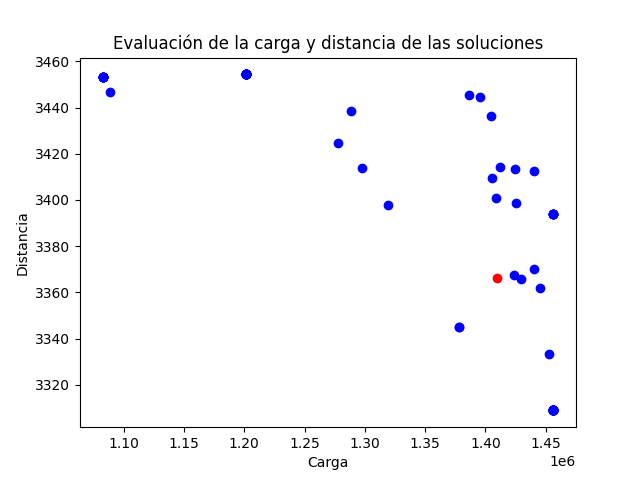 Evaluación de la carga y distancia de las soluciones
Distancia
3460
3440
3420
3400
3380
3360
3340
3320
1.10 1.15 1.20 1.25 1.30 1.35 1.40 1.45
1e6
Carga